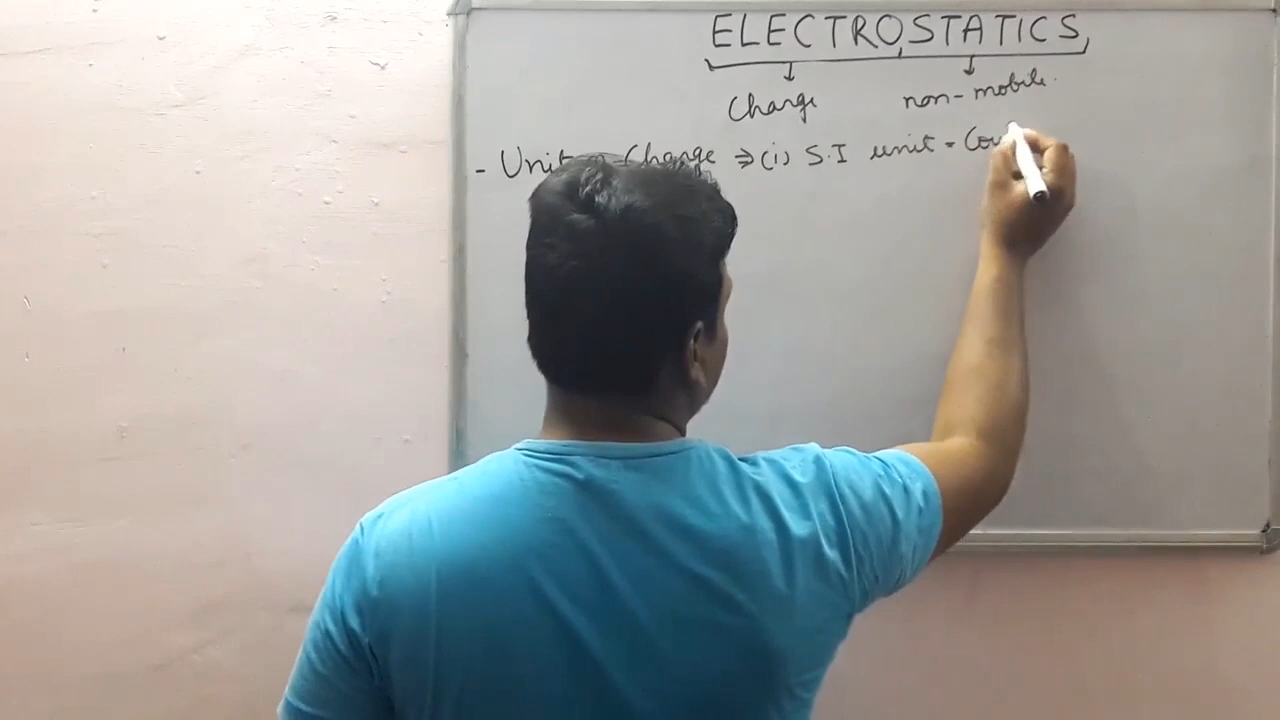 ELECTROSTATICS
Charge non-mobile.
- Unit Charge ⇒ (i) S.I unit = Cou